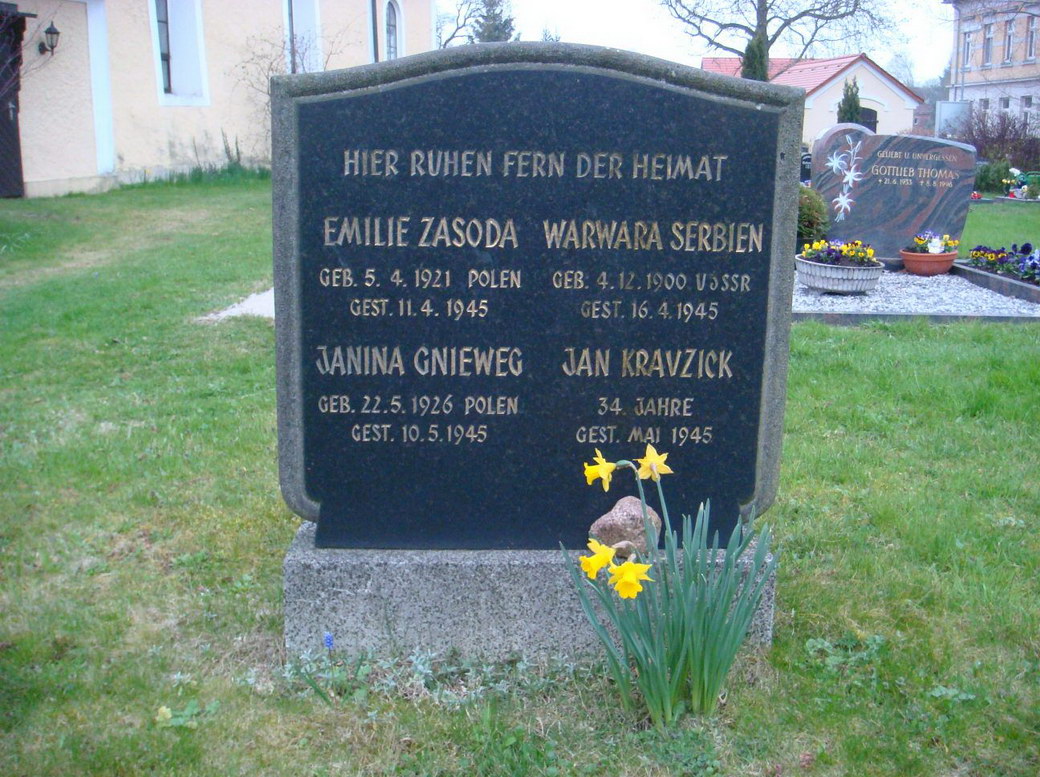 HIER RUHEN FERN DER HEIMAT
EMILIE ZASODA
GEB. 5. 4. 1921 POLEN
GEST. 11. 4. 1945
WARWARA SERBIEN
GEB. 4. 12. 1900 UDSSR
GEST. 16. 4. 1945
JANINA GNIEWEG
GEB. 22. 5. 1926 POLEN
GEST. 10. 5. 1945
JAN KRAVZICK
34. JAHRE
GEST. MAI 1945
GELIEBT U. UNVERGESSEN
GOTTLIEB THOMAS